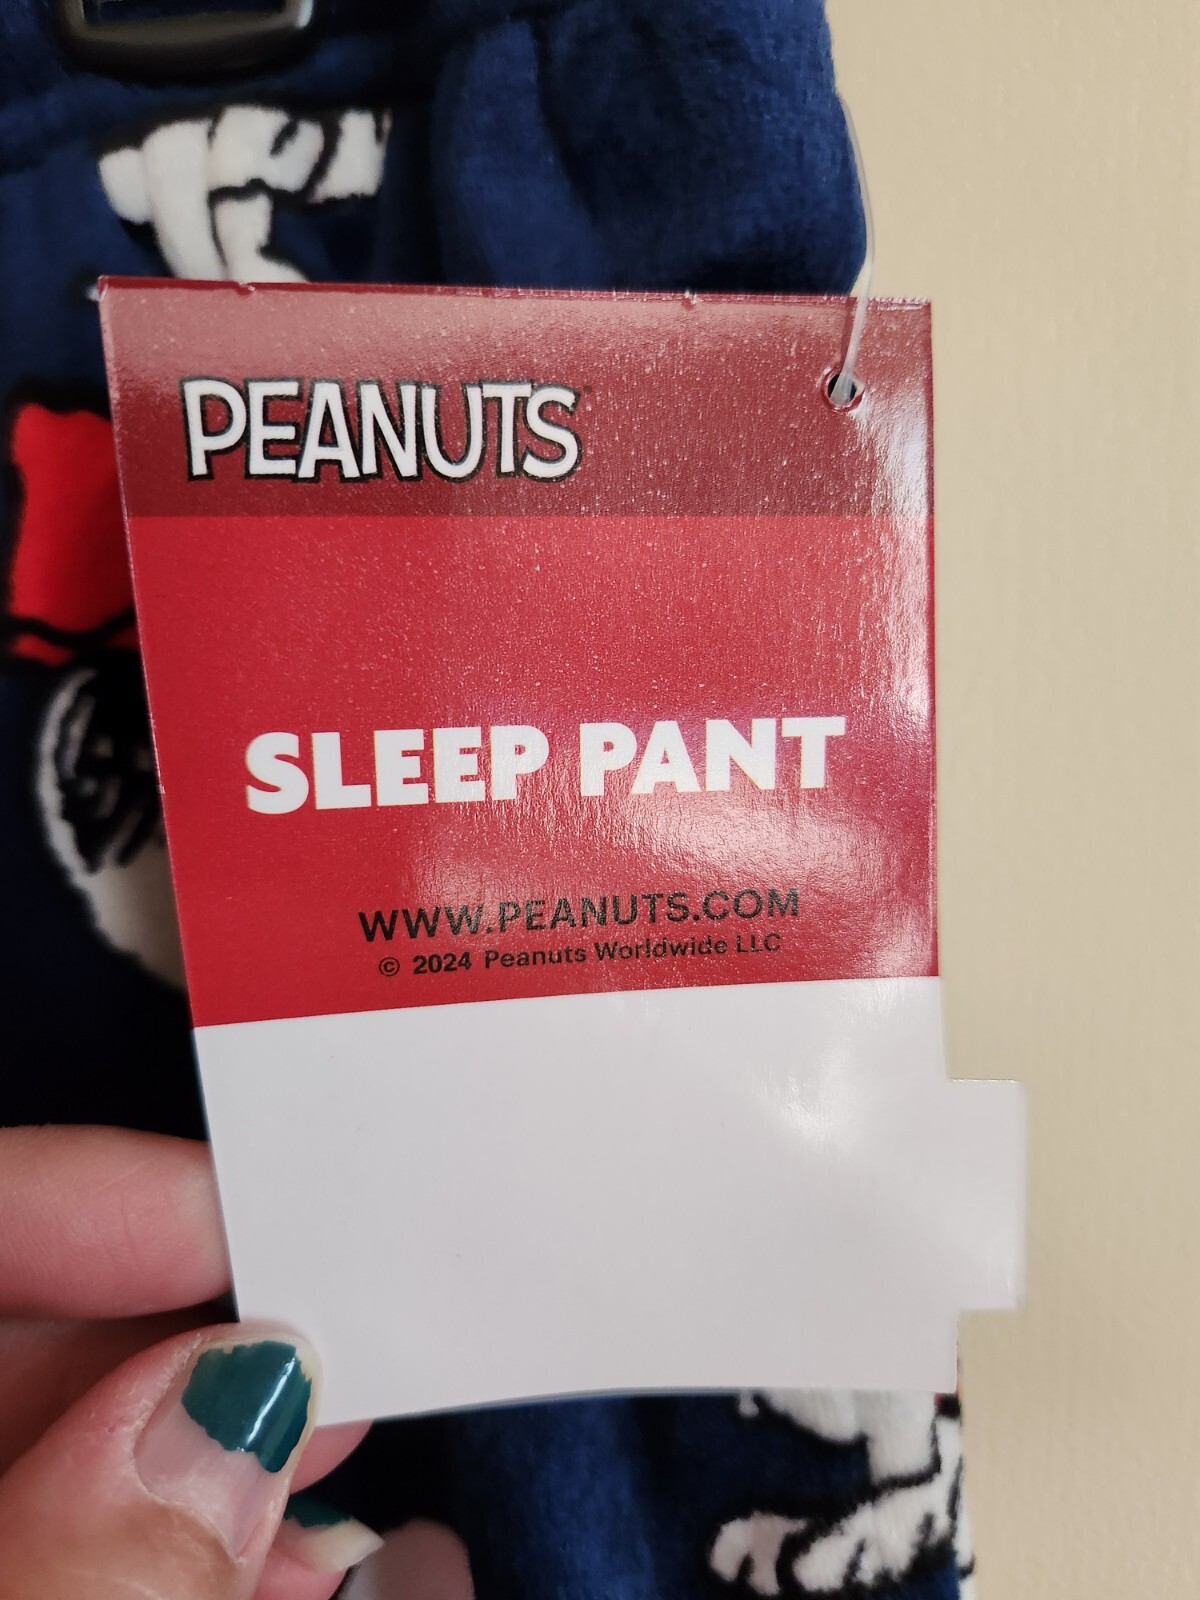 PEANUTS
SLEEP PANT
WWW.PEANUTS.COM
© 2024 Peanuts Worldwide LLC